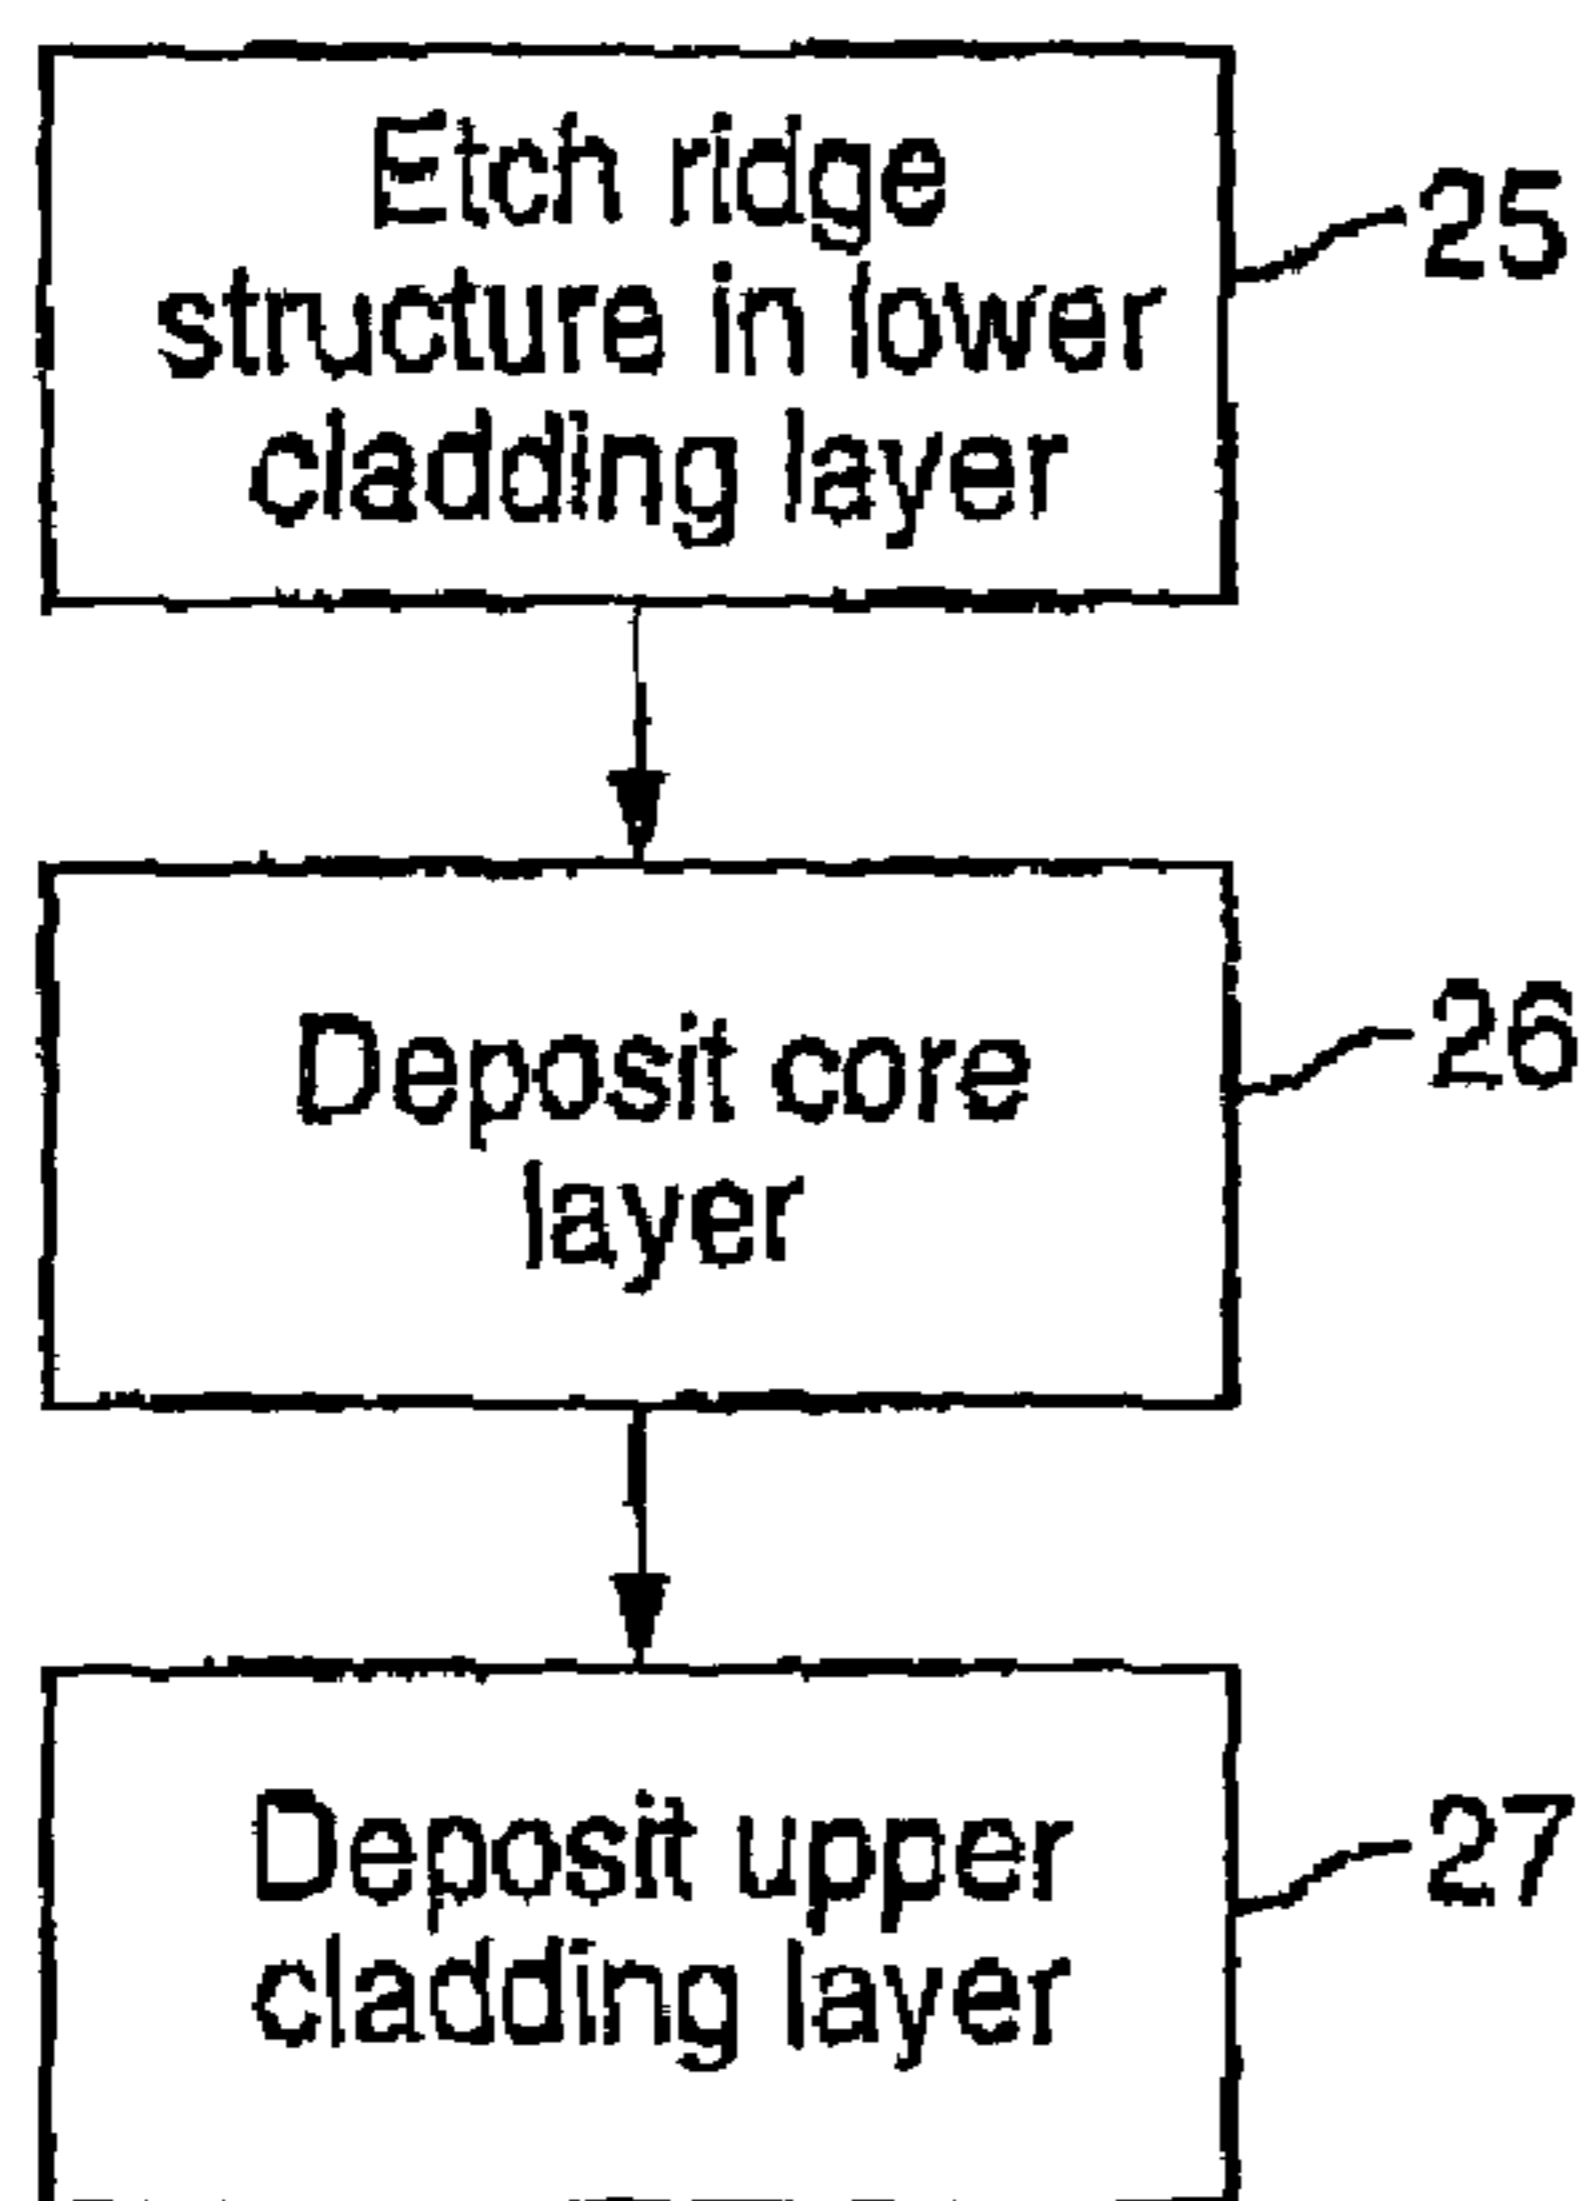 Etch ridge
structure in lower
cladding layer
25
Deposit core
layer
26
Deposit upper
cladding layer
27